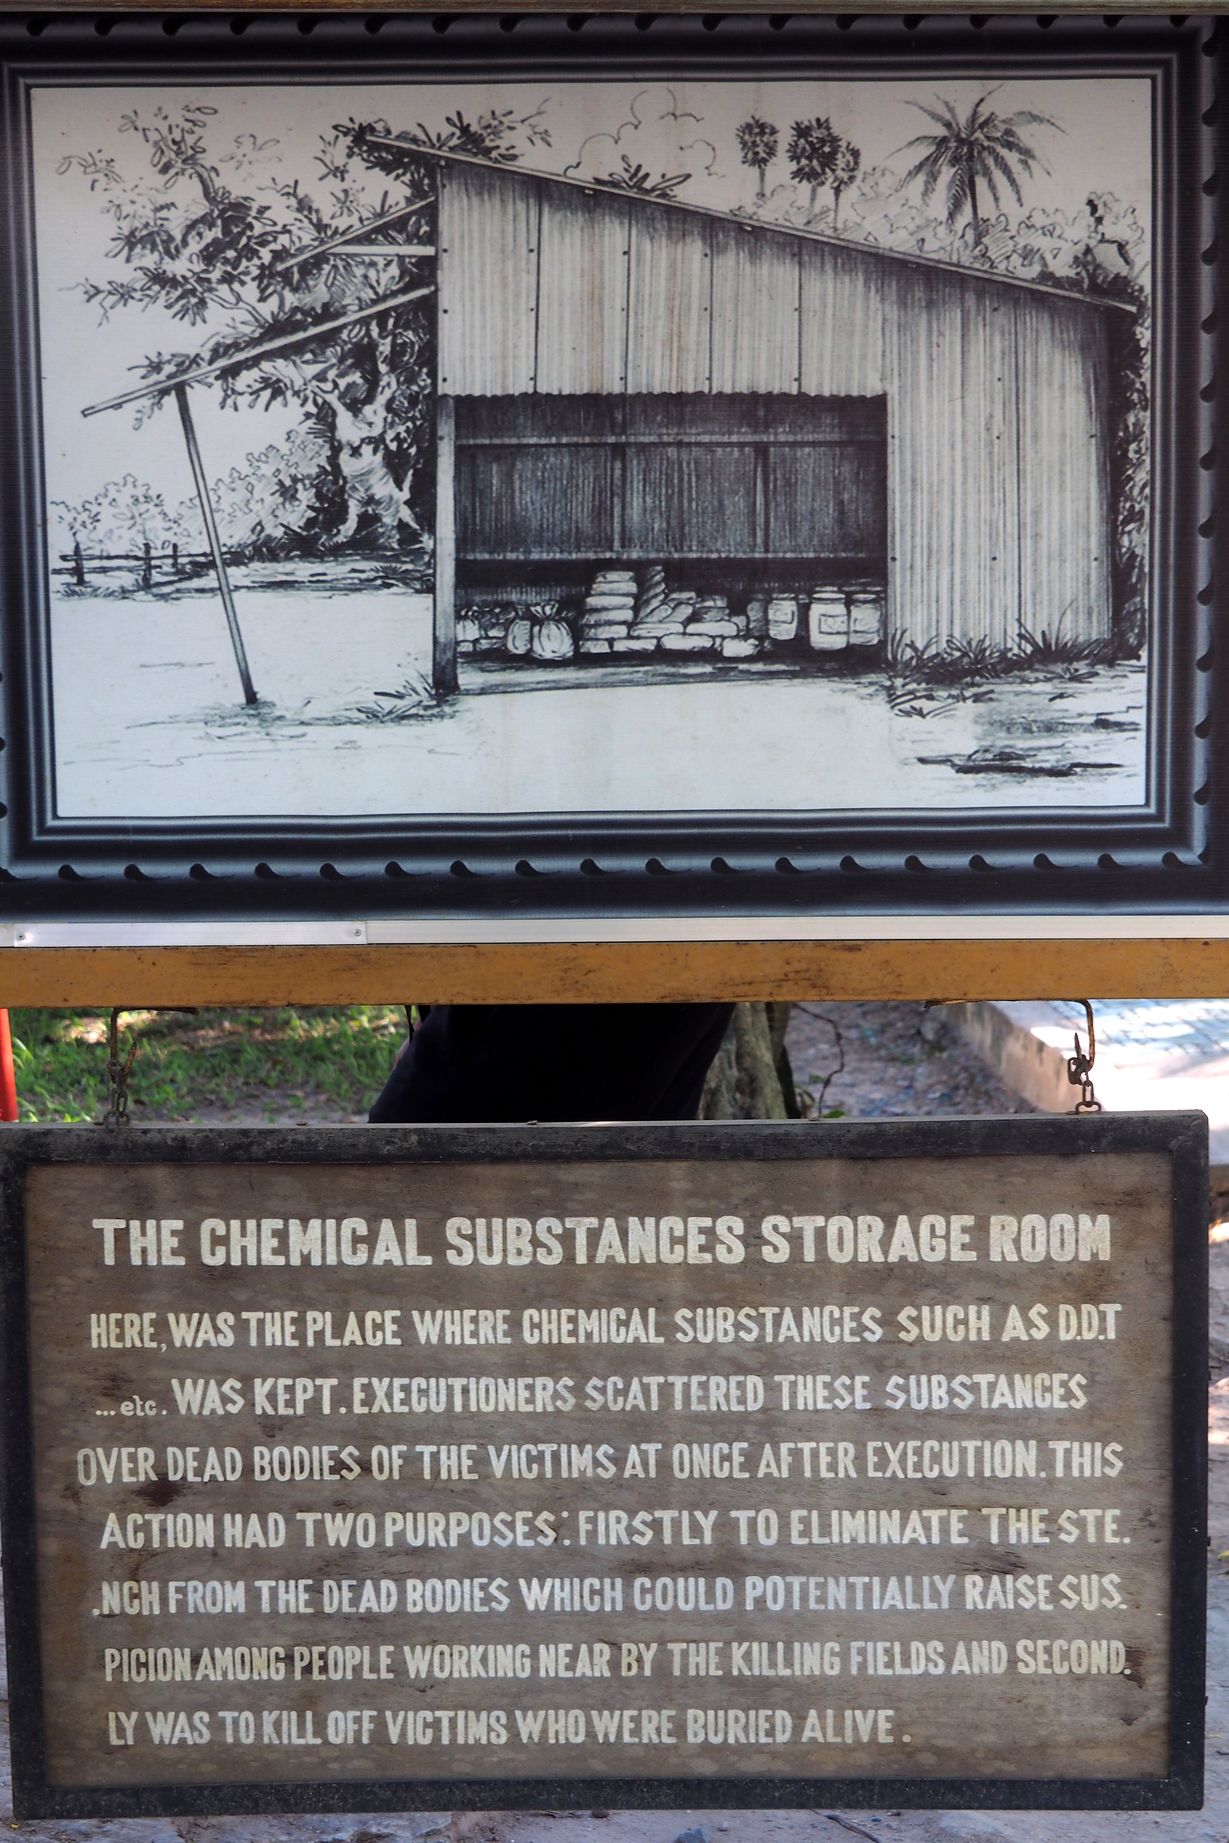 THE CHEMICAL SUBSTANCES STORAGE ROOM
HERE, WAS THE PLACE WHERE CHEMICAL SUBSTANCES SUCH AS D.D.T
...etc. WAS KEPT. EXECUTIONERS SCATTERED THESE SUBSTANCES
OVER DEAD BODIES OF THE VICTIMS AT ONCE AFTER EXECUTION. THIS
ACTION HAD TWO PURPOSES: FIRSTLY TO ELIMINATE THE STE.
.NCH FROM THE DEAD BODIES WHICH COULD POTENTIALLY RAISE SUS.
PICION AMONG PEOPLE WORKING NEAR BY THE KILLING FIELDS AND SECOND.
LY WAS TO KILL OFF VICTIMS WHO WERE BURIED ALIVE.